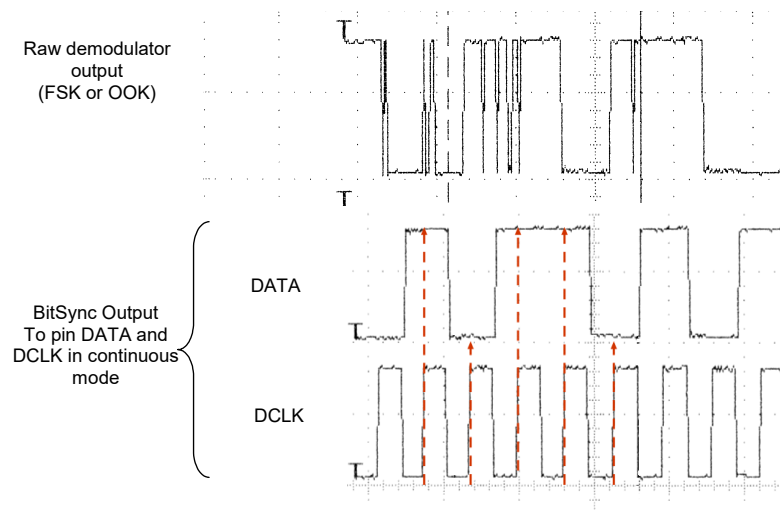 Raw demodulator
output
(FSK or OOK)
DATA
BitSync Output
To pin DATA and
DCLK in continuous
mode
DCLK